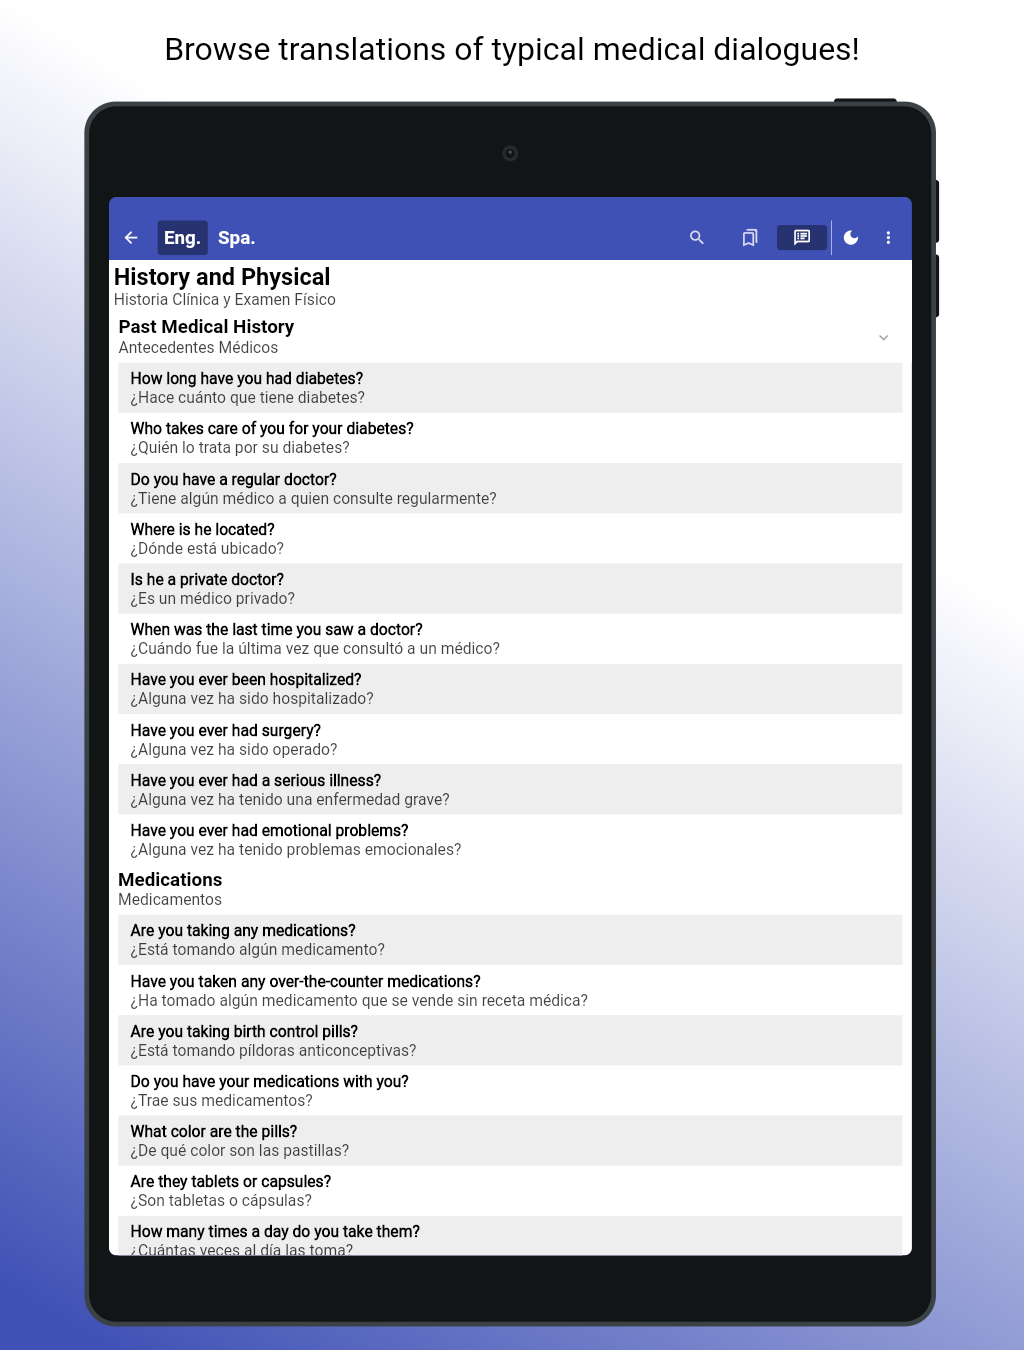 Browse translations of typical medical dialogues!
Eng. Spa.
History and Physical
Historia Clínica y Examen Físico
Past Medical History
Antecedentes Médicos
How long have you had diabetes?
¿Hace cuánto que tiene diabetes?
Who takes care of you for your diabetes?
¿Quién lo trata por su diabetes?
Do you have a regular doctor?
¿Tiene algún médico a quien consulte regularmente?
Where is he located?
¿Dónde está ubicado?
Is he a private doctor?
¿Es un médico privado?
When was the last time you saw a doctor?
¿Cuándo fue la última vez que consultó a un médico?
Have you ever been hospitalized?
¿Alguna vez ha sido hospitalizado?
Have you ever had surgery?
¿Alguna vez ha sido operado?
Have you ever had a serious illness?
¿Alguna vez ha tenido una enfermedad grave?
Have you ever had emotional problems?
¿Alguna vez ha tenido problemas emocionales?
Medications
Medicamentos
Are you taking any medications?
¿Está tomando algún medicamento?
Have you taken any over-the-counter medications?
¿Ha tomado algún medicamento que se vende sin receta médica?
Are you taking birth control pills?
¿Está tomando píldoras anticonceptivas?
Do you have your medications with you?
¿Trae sus medicamentos?
What color are the pills?
¿De qué color son las pastillas?
Are they tablets or capsules?
¿Son tabletas o cápsulas?
How many times a day do you take them?
¿Cuántas veces al día las toma?